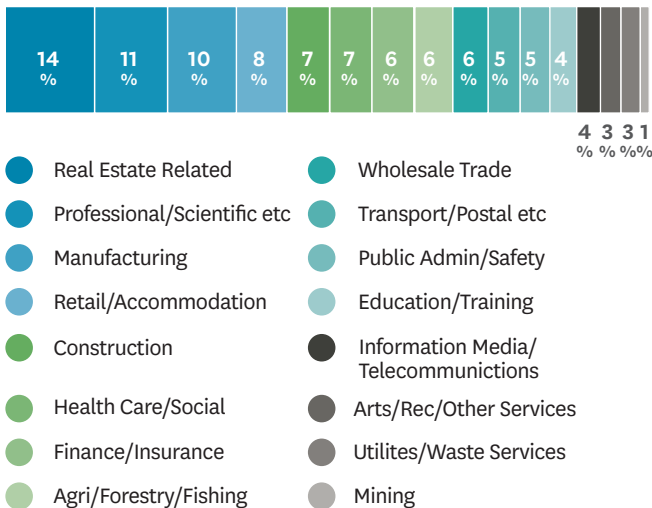 14 11 10 8 7 7 6 6 6 5 5 4
% % % % % % % % % % % %
4 3 3 1
% % % %
Real Estate Related
Wholesale Trade
Professional/Scientific etc
Transport/Postal etc
Manufacturing
Public Admin/Safety
Retail/Accommodation
Education/Training
Construction
Information Media/
Telecommunictions
Health Care/Social
Arts/Rec/Other Services
Finance/Insurance
Utilites/Waste Services
Agri/Forestry/Fishing
Mining